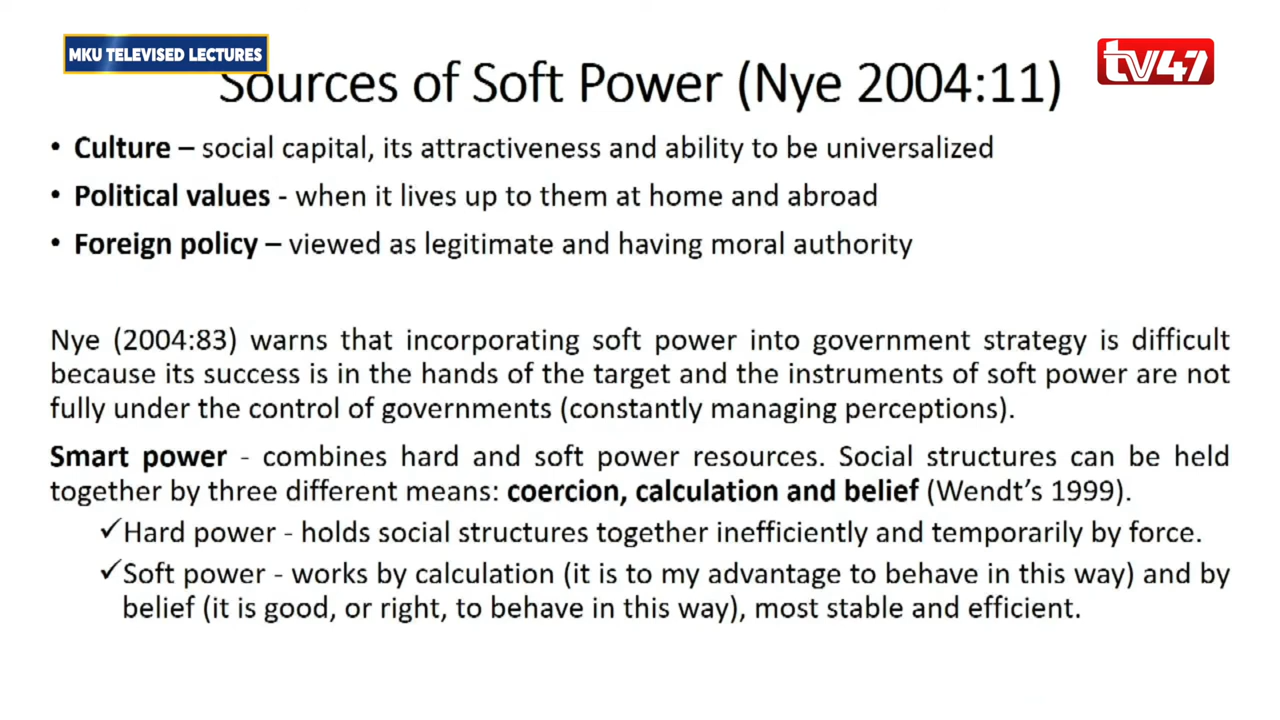 MKU TELEVISED LECTURES
tv47
Sources of Soft Power (Nye 2004:11)
• Culture – social capital, its attractiveness and ability to be universalized
• Political values - when it lives up to them at home and abroad
• Foreign policy – viewed as legitimate and having moral authority
Nye (2004:83) warns that incorporating soft power into government strategy is difficult
because its success is in the hands of the target and the instruments of soft power are not
fully under the control of governments (constantly managing perceptions).
Smart power - combines hard and soft power resources. Social structures can be held
together by three different means: coercion, calculation and belief (Wendt’s 1999).
✓Hard power - holds social structures together inefficiently and temporarily by force.
✓Soft power - works by calculation (it is to my advantage to behave in this way) and by
belief (it is good, or right, to behave in this way), most stable and efficient.